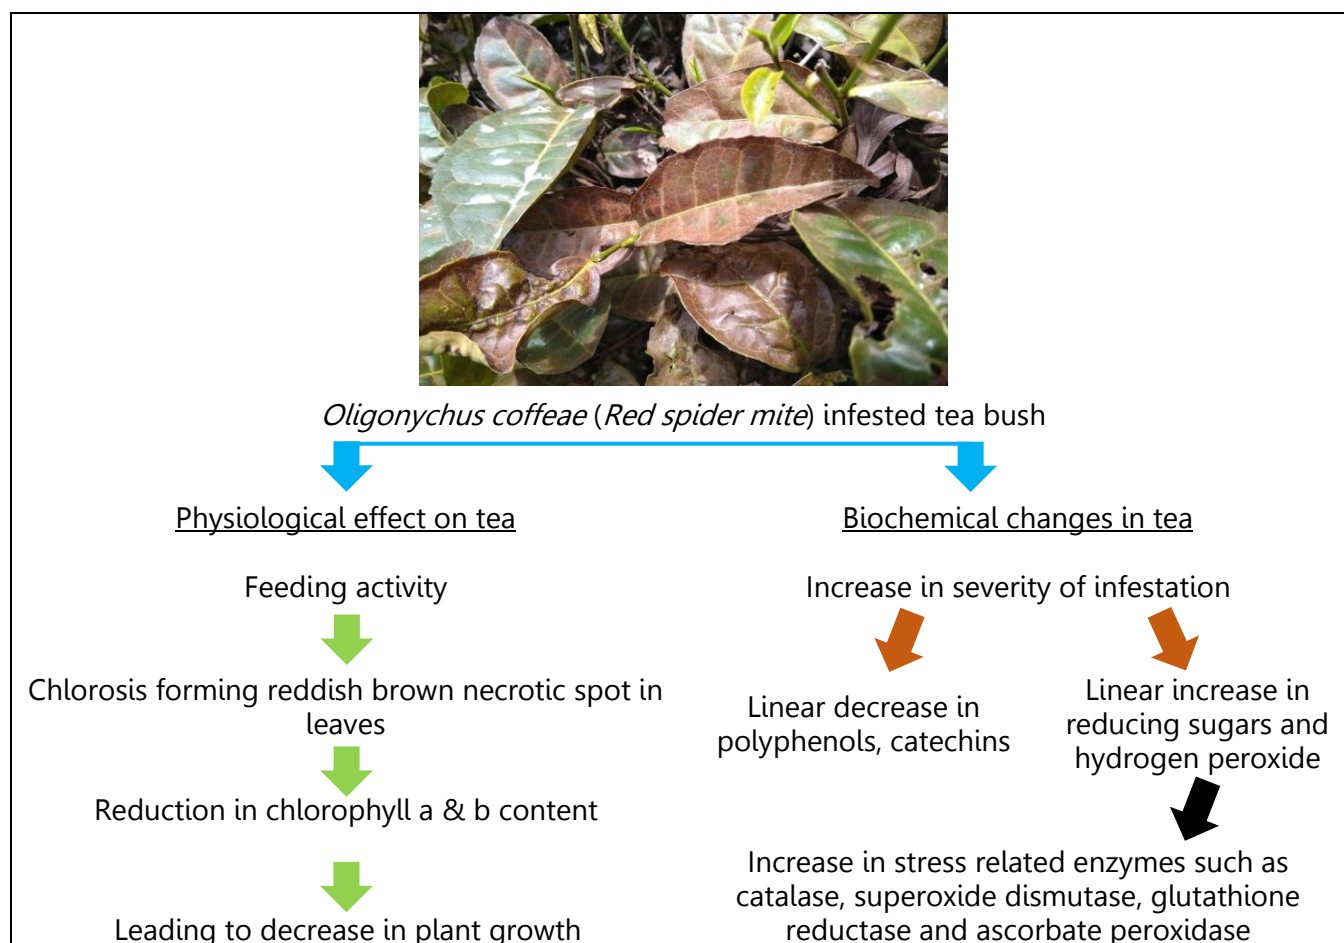 Oligonychus coffeae (Red spider mite) infested tea bush
Physiological effect on tea
Feeding activity
Chlorosis forming reddish brown necrotic spot in
leaves
Reduction in chlorophyll a & b content
Leading to decrease in plant growth
Biochemical changes in tea
Increase in severity of infestation
Linear decrease in
polyphenols, catechins
Linear increase in
reducing sugars and
hydrogen peroxide
Increase in stress related enzymes such as
catalase, superoxide dismutase, glutathione
reductase and ascorbate peroxidase